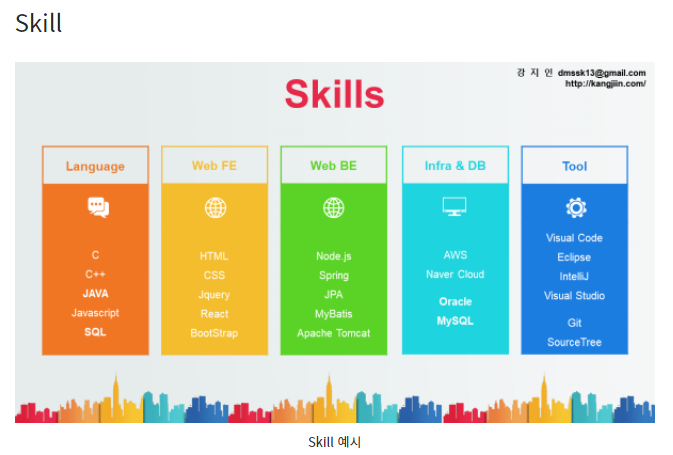 Skill
강 지 인 dmssk13@gmail.com
http://kangjiin.com/
Skills
Language
C
C++
JAVA
Javascript
SQL
Web FE
HTML
CSS
Jquery
React
BootStrap
Web BE
Node.js
Spring
JPA
MyBatis
Apache Tomcat
Infra & DB
AWS
Naver Cloud
Oracle
MySQL
Tool
Visual Code
Eclipse
IntelliJ
Visual Studio
Git
SourceTree
Skill 예시